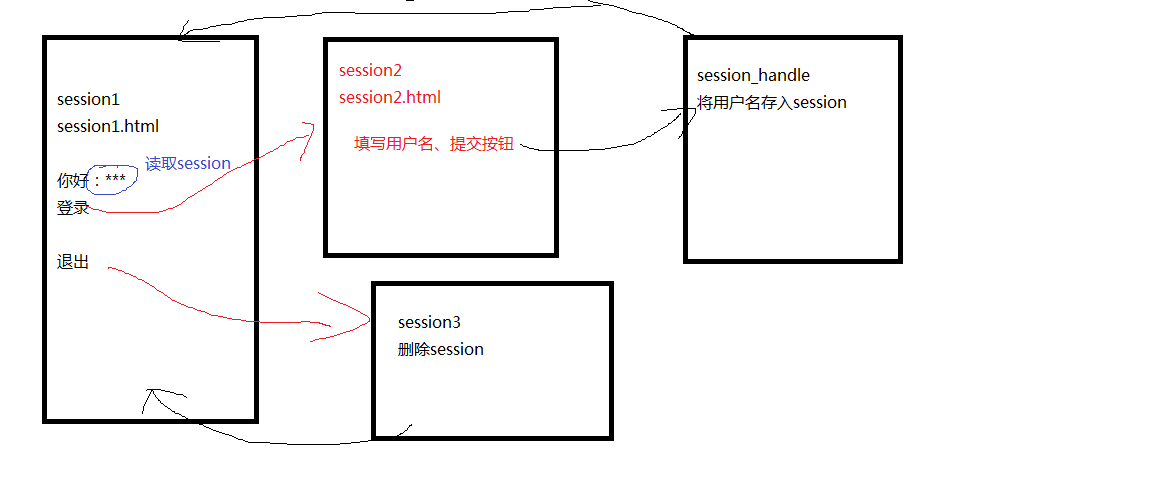 session1
session1.html
读取session
你好：***
登录
退出
session2
session2.html
填写用户名、提交按钮
session_handle
将用户名存入session
session3
删除session